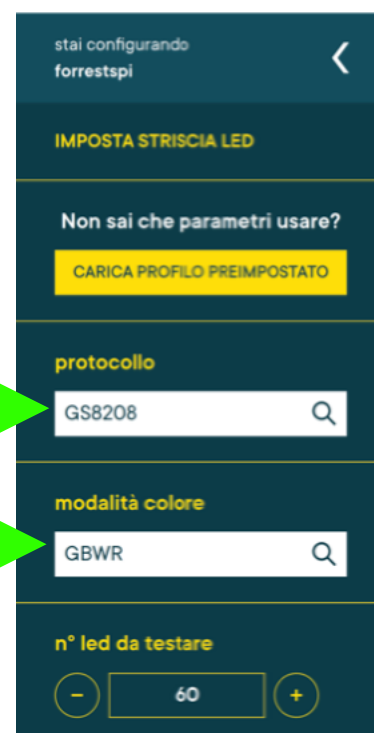 stai configurando
forrestspi
IMPOSTA STRISCIA LED
Non sai che parametri usare?
CARICA PROFILO PREIMPOSTATO
protocollo
GS8208
modalità colore
GBWR
n° led da testare
- 60 +